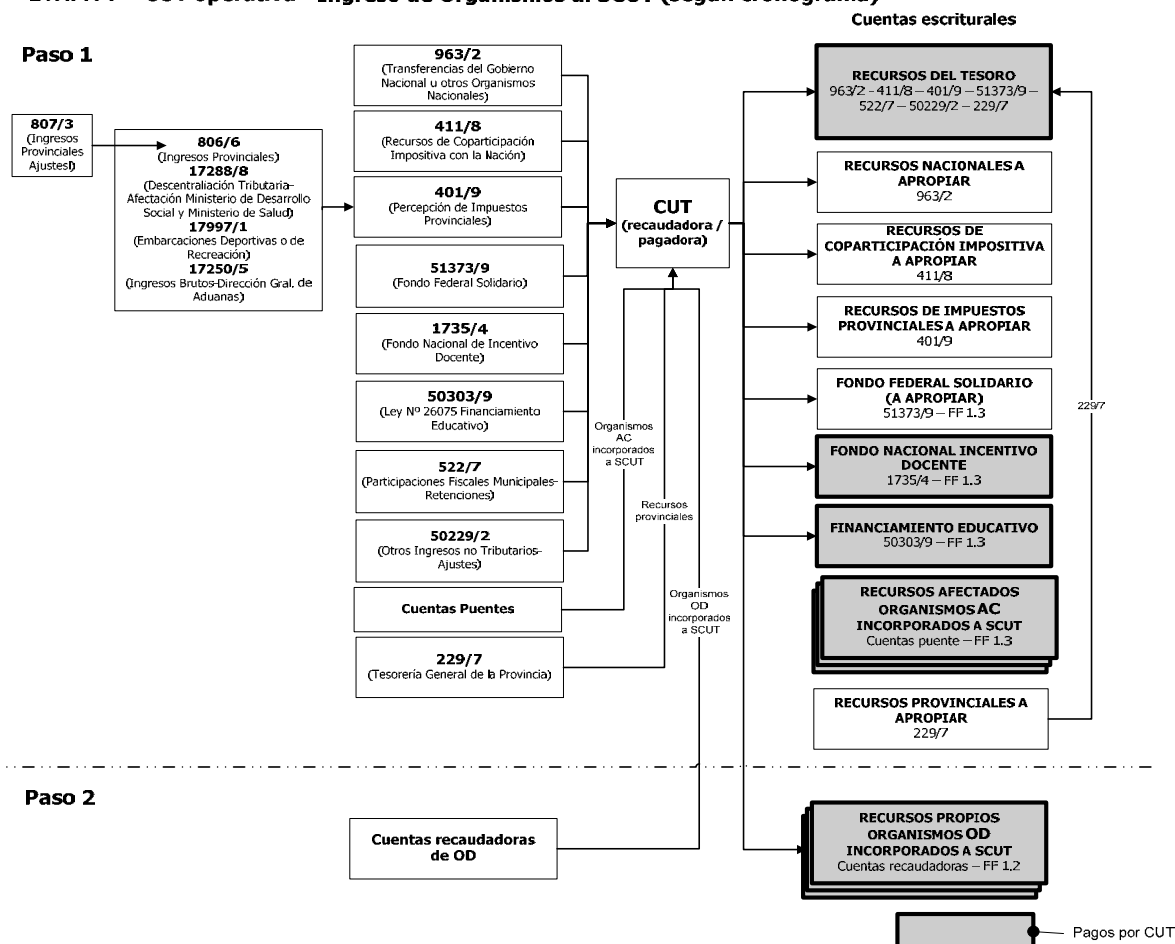 CUT operativa - Ingreso de Organismos al SCUT (según cronograma)
Cuentas escriturales
Paso 1
807/3
(Ingresos
Provinciales
Ajustes)
806/6
(Ingresos Provinciales)
17288/8
(Descentraliación Tributaria-
Afectación Ministerio de Desarrollo
Social y Ministerio de Salud)
17997/1
(Embarcaciones Deportivas o de
Recreación)
17250/5
(Ingresos Brutos-Dirección Gral. de
Aduanas)
963/2
(Transferencias del Gobierno
Nacional u otros Organismos
Nacionales)
411/8
(Recursos de Coparticipación
Impositiva con la Nación)
401/9
(Percepción de Impuestos
Provinciales)
51373/9
(Fondo Federal Solidario)
1735/4
(Fondo Nacional de Incentivo
Docente)
50303/9
(Ley Nº 26075 Financiamiento
Educativo)
522/7
(Participaciones Fiscales Municipales-
Retenciones)
50229/2
(Otros Ingresos no Tributarios-
Ajustes)
Cuentas Puentes
229/7
(Tesorería General de la Provincia)
CUT
(recaudadora /
pagadora)
Organismos
AC
incorporados
a SCUT
Recursos
provinciales
Organismos
OD
incorporados
a SCUT
RECURSOS DEL TESORO
963/2 - 411/8 – 401/9 – 51373/9 –
522/7 – 50229/2 – 229/7
RECURSOS NACIONALES A
APROPIAR
963/2
RECURSOS DE
COPARTICIPACIÓN IMPOSITIVA
A APROPIAR
411/8
RECURSOS DE IMPUESTOS
PROVINCIALES A APROPIAR
401/9
FONDO FEDERAL SOLIDARIO
(A APROPIAR)
51373/9 – FF 1.3
FONDO NACIONAL INCENTIVO
DOCENTE
1735/4 – FF 1.3
FINANCIAMIENTO EDUCATIVO
50303/9 – FF 1.3
RECURSOS AFECTADOS
ORGANISMOS AC
INCORPORADOS A SCUT
Cuentas puente – FF 1.3
RECURSOS PROVINCIALES A
APROPIAR
229/7
229/7
Paso 2
Cuentas recaudadoras
de OD
RECURSOS PROPIOS
ORGANISMOS OD
INCORPORADOS A SCUT
Cuentas recaudadoras – FF 1.2
Pagos por CUT